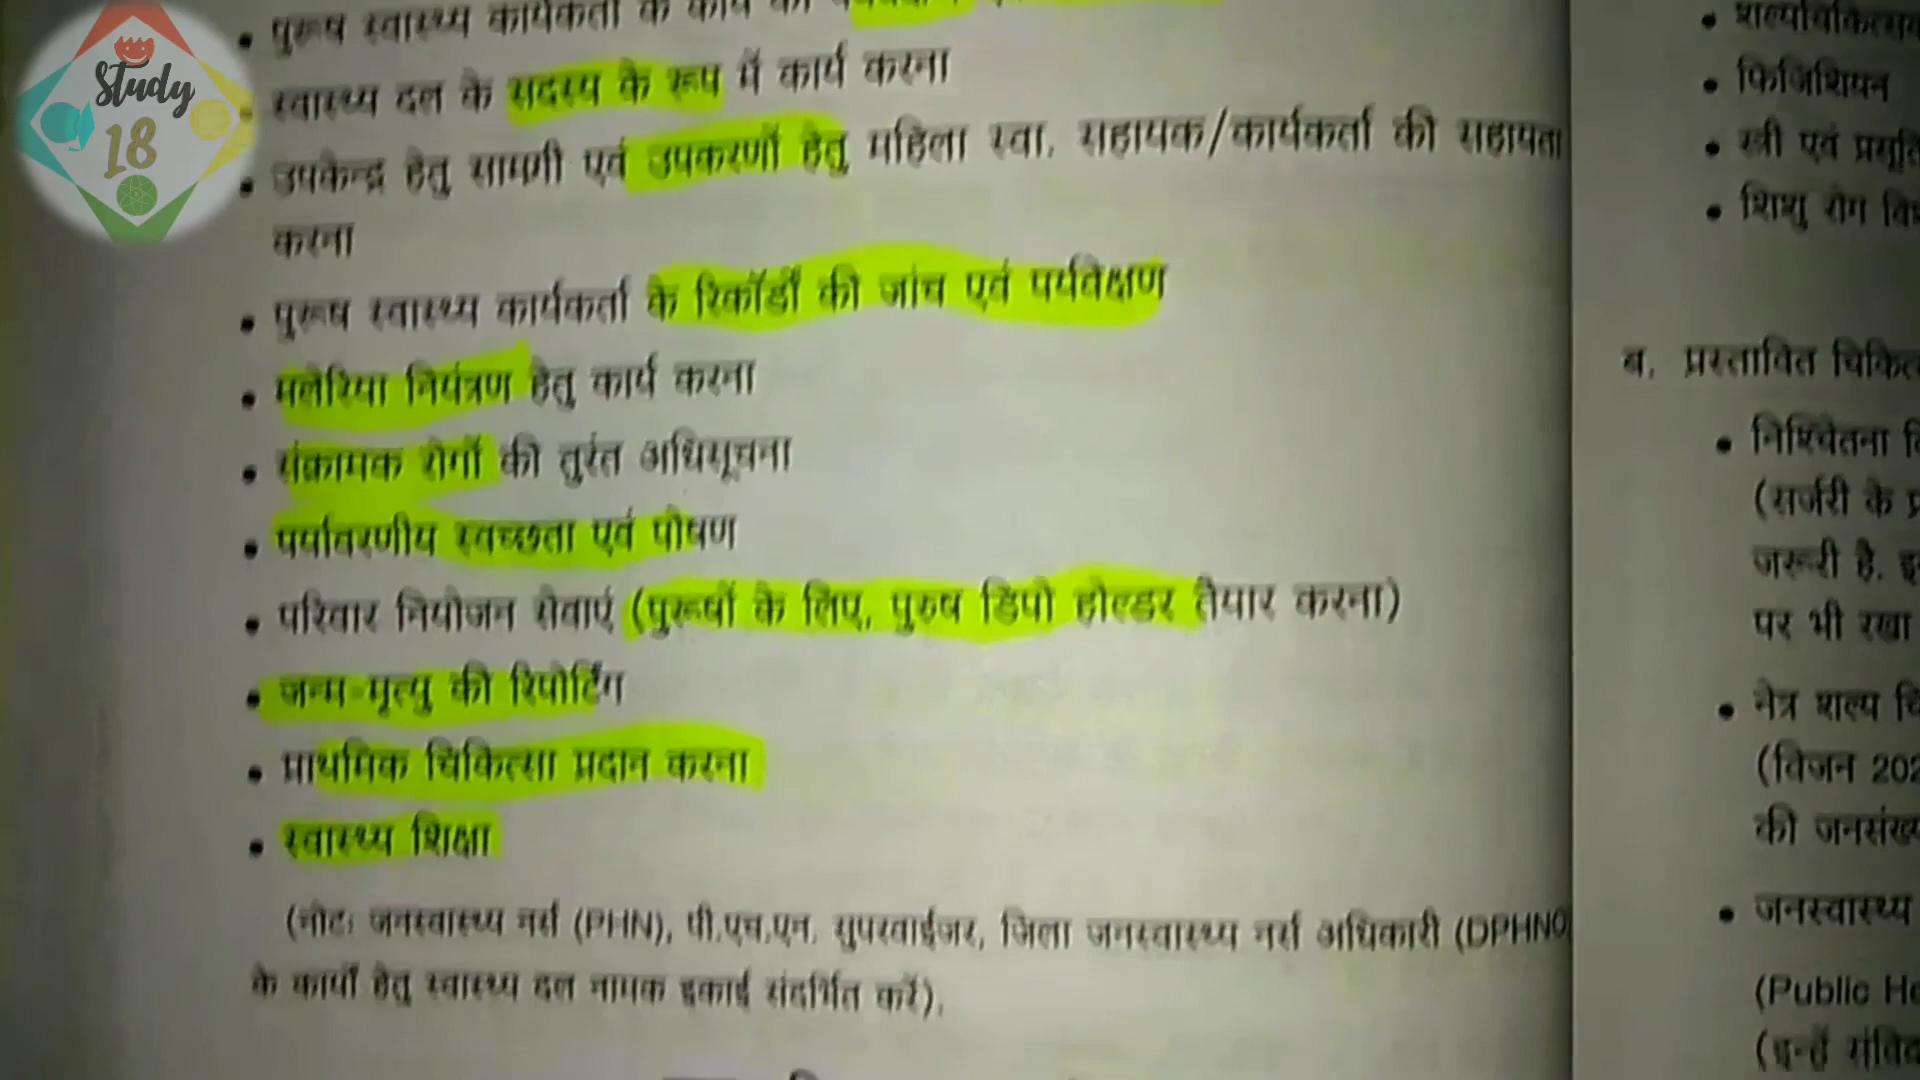 Study
18
• पुरूष स्वास्थ्य कार्यकर्ता के कार्य का
• स्वास्थ्य दल के सदस्य के रूप में कार्य करना
• उपकेन्द्र हेतु सामग्री एवं उपकरणों हेतु महिला स्वा. सहायक/कार्यकर्ता की सहायता
करना
• पुरूष स्वास्थ्य कार्यकर्ता के रिकॉर्डों की जांच एवं पर्यवेक्षण
• मलेरिया नियंत्रण हेतु कार्य करना
• संक्रामक रोगों की तुरंत अधिसूचना
• पर्यावरणीय स्वच्छता एवं पोषण
• परिवार नियोजन सेवाएं (पुरूषों के लिए, पुरुष डिपो होल्डर तैयार करना)
• जन्म-मृत्यु की रिपोर्टिंग
• प्राथमिक चिकित्सा प्रदान करना
• स्वास्थ्य शिक्षा
(नोटः जनस्वास्थ्य नर्स (PHN), पी.एच.एन. सुपरवाईजर, जिला जनस्वास्थ्य नर्स अधिकारी (DPHNO)
के कार्यों हेतु स्वास्थ्य दल नामक इकाई संदर्भित करें).
• फिजिशियन
• स्त्री एवं
• शिशु रोग
ब. प्रस्तावित
• निश्चेतना
(सर्जरी के
जरूरी है.
पर भी रखा
• नेत्र शल्य
(विजन
की
• जनस्वास्थ्य
(Public
(इन्हें